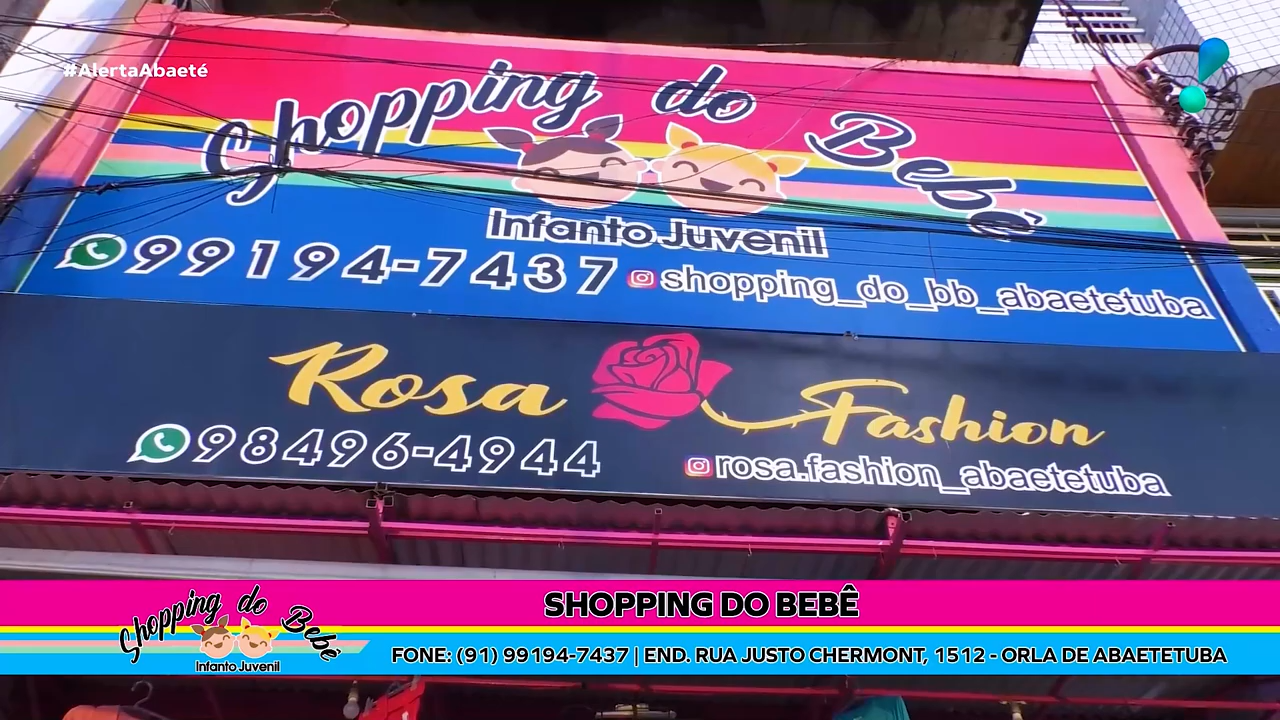 #AlertaAbaeté
Shopping do Bebê
Infanto Juvenil
99194-7437
shopping_do_bb_abaetetuba
Rosa Fashion
98496-4944
rosa.fashion_abaetetuba
SHOPPING DO BEBÊ
Shopping do Bebê
Infanto Juvenil
FONE: (91) 99194-7437 | END. RUA JUSTO CHERMONT, 1512 - ORLA DE ABAETETUBA